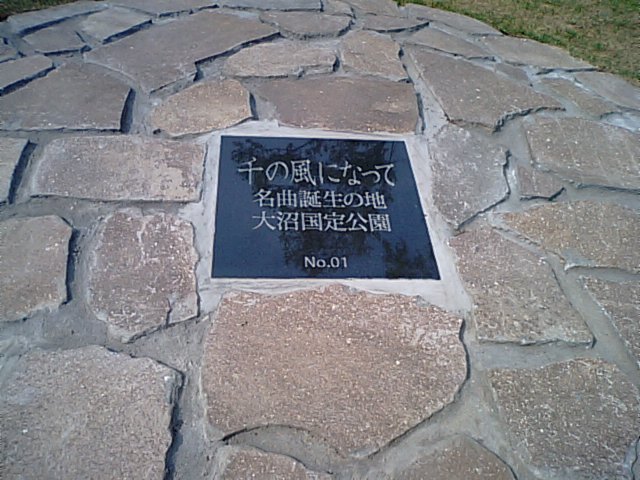 千の風になって
名曲誕生の地
大沼国定公園
No.01